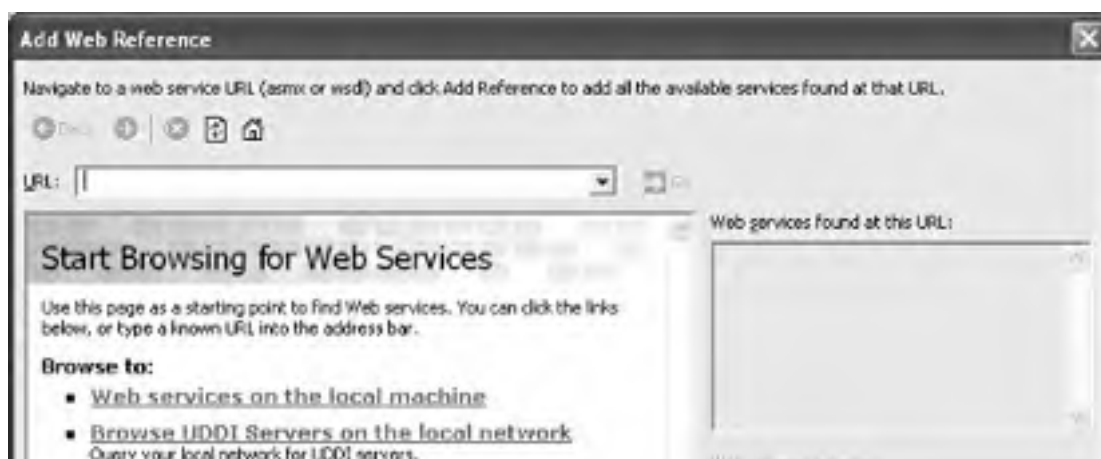 Add Web Reference
Navigate to a web service URL (asmx or wsdl) and click Add Reference to add all the available services found at that URL.
Back
URL:
Go
Web services found at this URL:
Start Browsing for Web Services
Use this page as a starting point to find Web services. You can click the links
below, or type a known URL into the address bar.
Browse to:
Web services on the local machine
Browse UDDI Servers on the local network
Query your local network for UDDI servers.